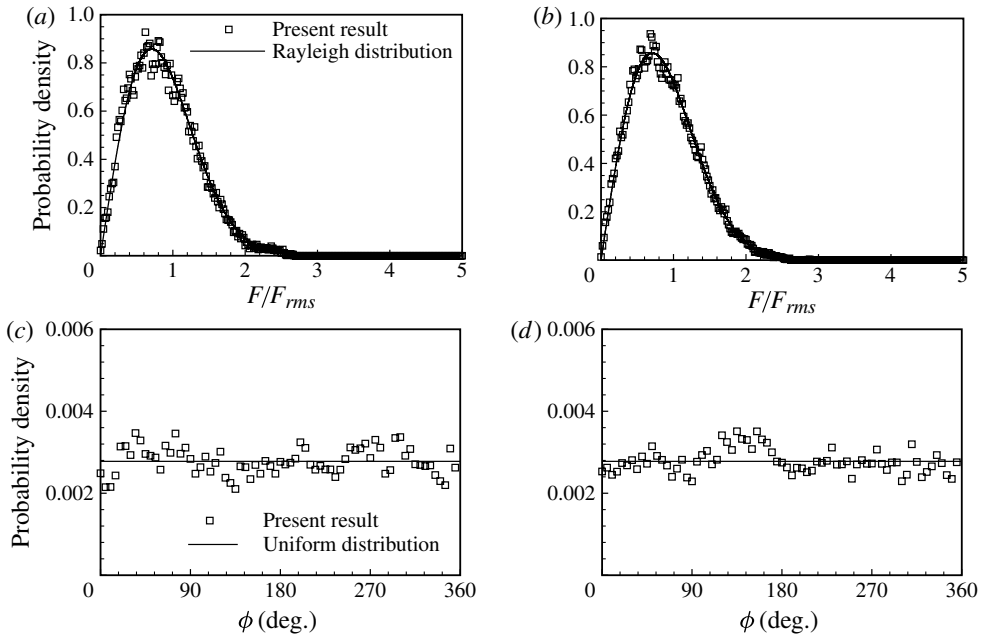 (a)
1.0
0.8
0.6
0.4
0.2
Probability density
Present result
Rayleigh distribution
0 1 2 3 4 5
F/F_rms
(b)
1.0
0.8
0.6
0.4
0.2
0 1 2 3 4 5
F/F_rms
(c)
0.006
0.004
0.002
Probability density
Present result
Uniform distribution
0 90 180 270 360
ϕ (deg.)
(d)
0.006
0.004
0.002
0 90 180 270 360
ϕ (deg.)